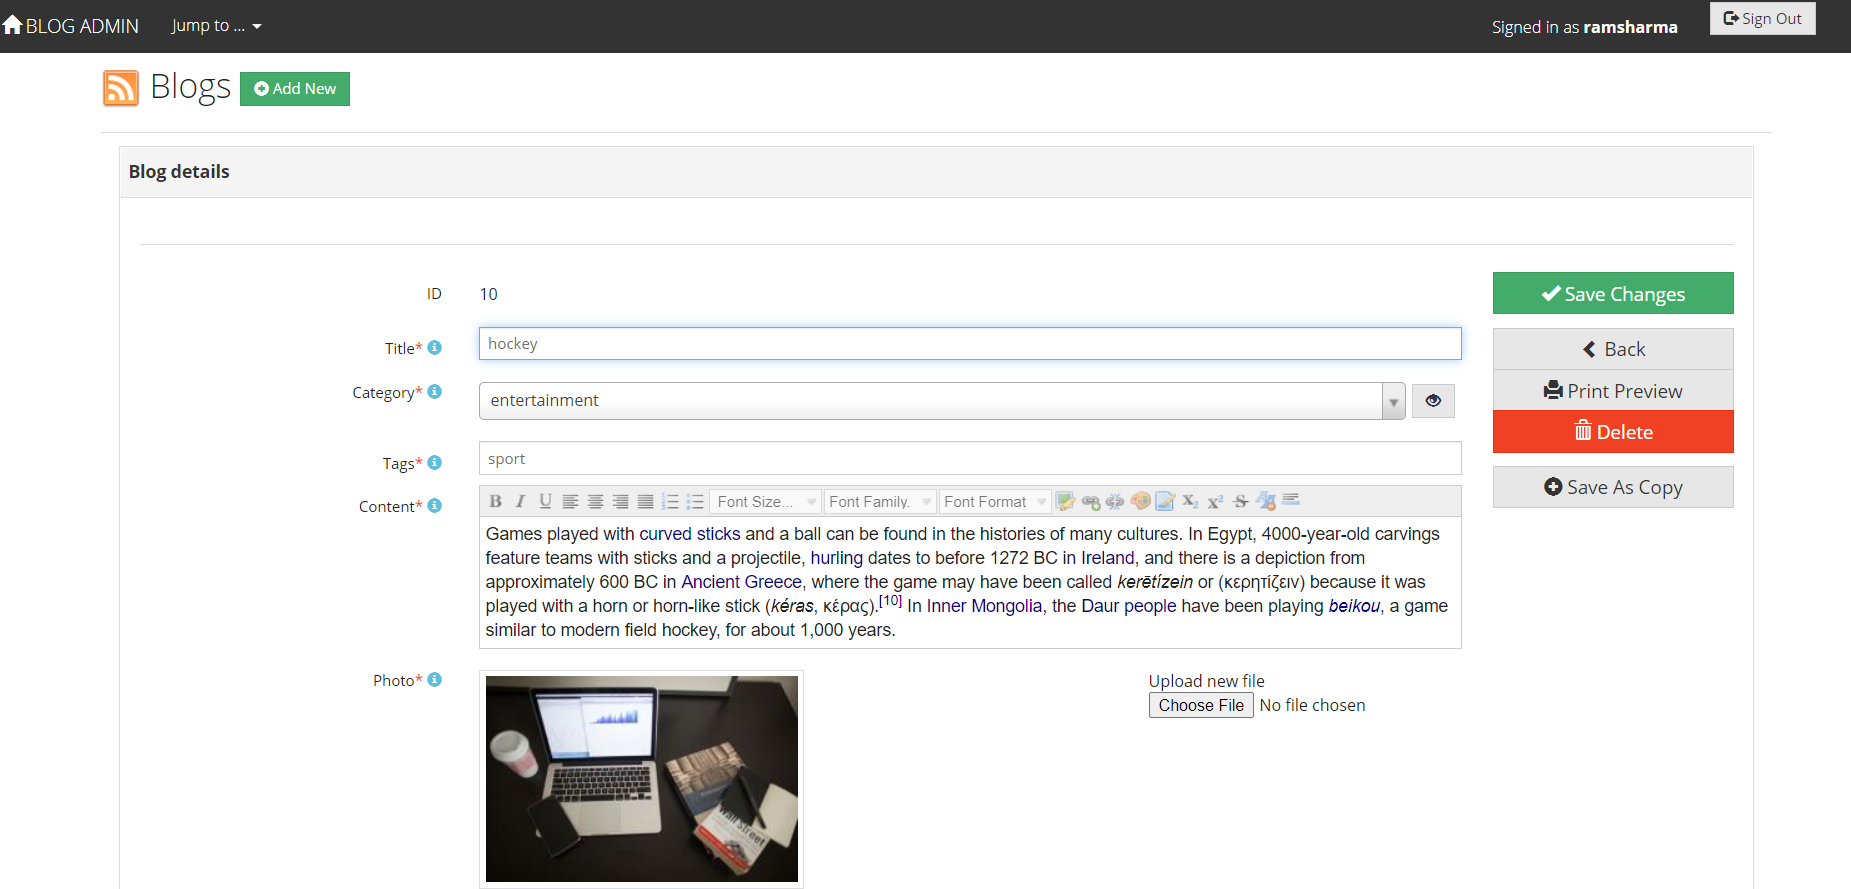 BLOG ADMIN Jump to ... Signed in as ramsharma Sign Out
Blogs Add New
Blog details
ID 10
Save Changes
Title* hockey
Back
Category* entertainment
Print Preview
Delete
Tags* sport
Save As Copy
Content* B I U Font Size... Font Family. Font Format X₂ X² S
Games played with curved sticks and a ball can be found in the histories of many cultures. In Egypt, 4000-year-old carvings
feature teams with sticks and a projectile, hurling dates to before 1272 BC in Ireland, and there is a depiction from
approximately 600 BC in Ancient Greece, where the game may have been called kerētízein or (κερητίζειν) because it was
played with a horn or horn-like stick (kéras, κέρας).[10] In Inner Mongolia, the Daur people have been playing beikou, a game
similar to modern field hockey, for about 1,000 years.
Photo*
Upload new file
Choose File No file chosen
Wall Street